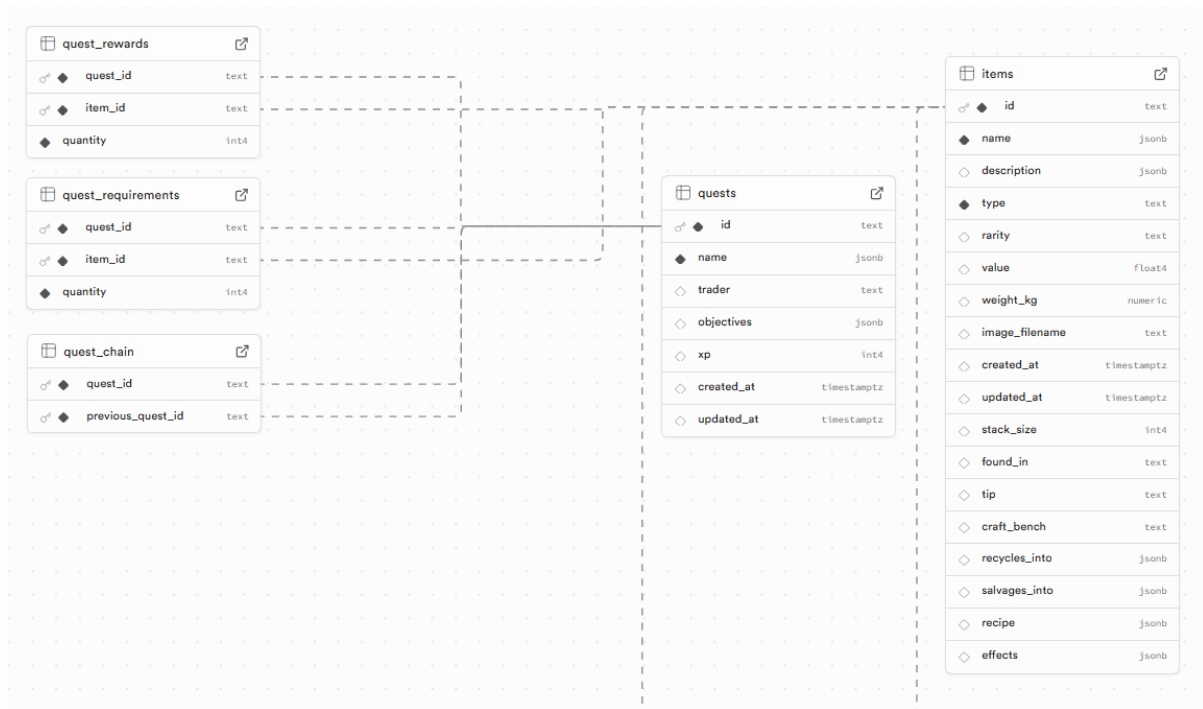 quest_rewards
quest_id text
item_id text
quantity int4
quest_requirements
quest_id text
item_id text
quantity int4
quest_chain
quest_id text
previous_quest_id text
quests
id text
name jsonb
trader text
objectives jsonb
xp int4
created_at timestamptz
updated_at timestamptz
items
id text
name jsonb
description jsonb
type text
rarity text
value float4
weight_kg numeric
image_filename text
created_at timestamptz
updated_at timestamptz
stack_size int4
found_in text
tip text
craft_bench text
recycles_into jsonb
salvages_into jsonb
recipe jsonb
effects jsonb